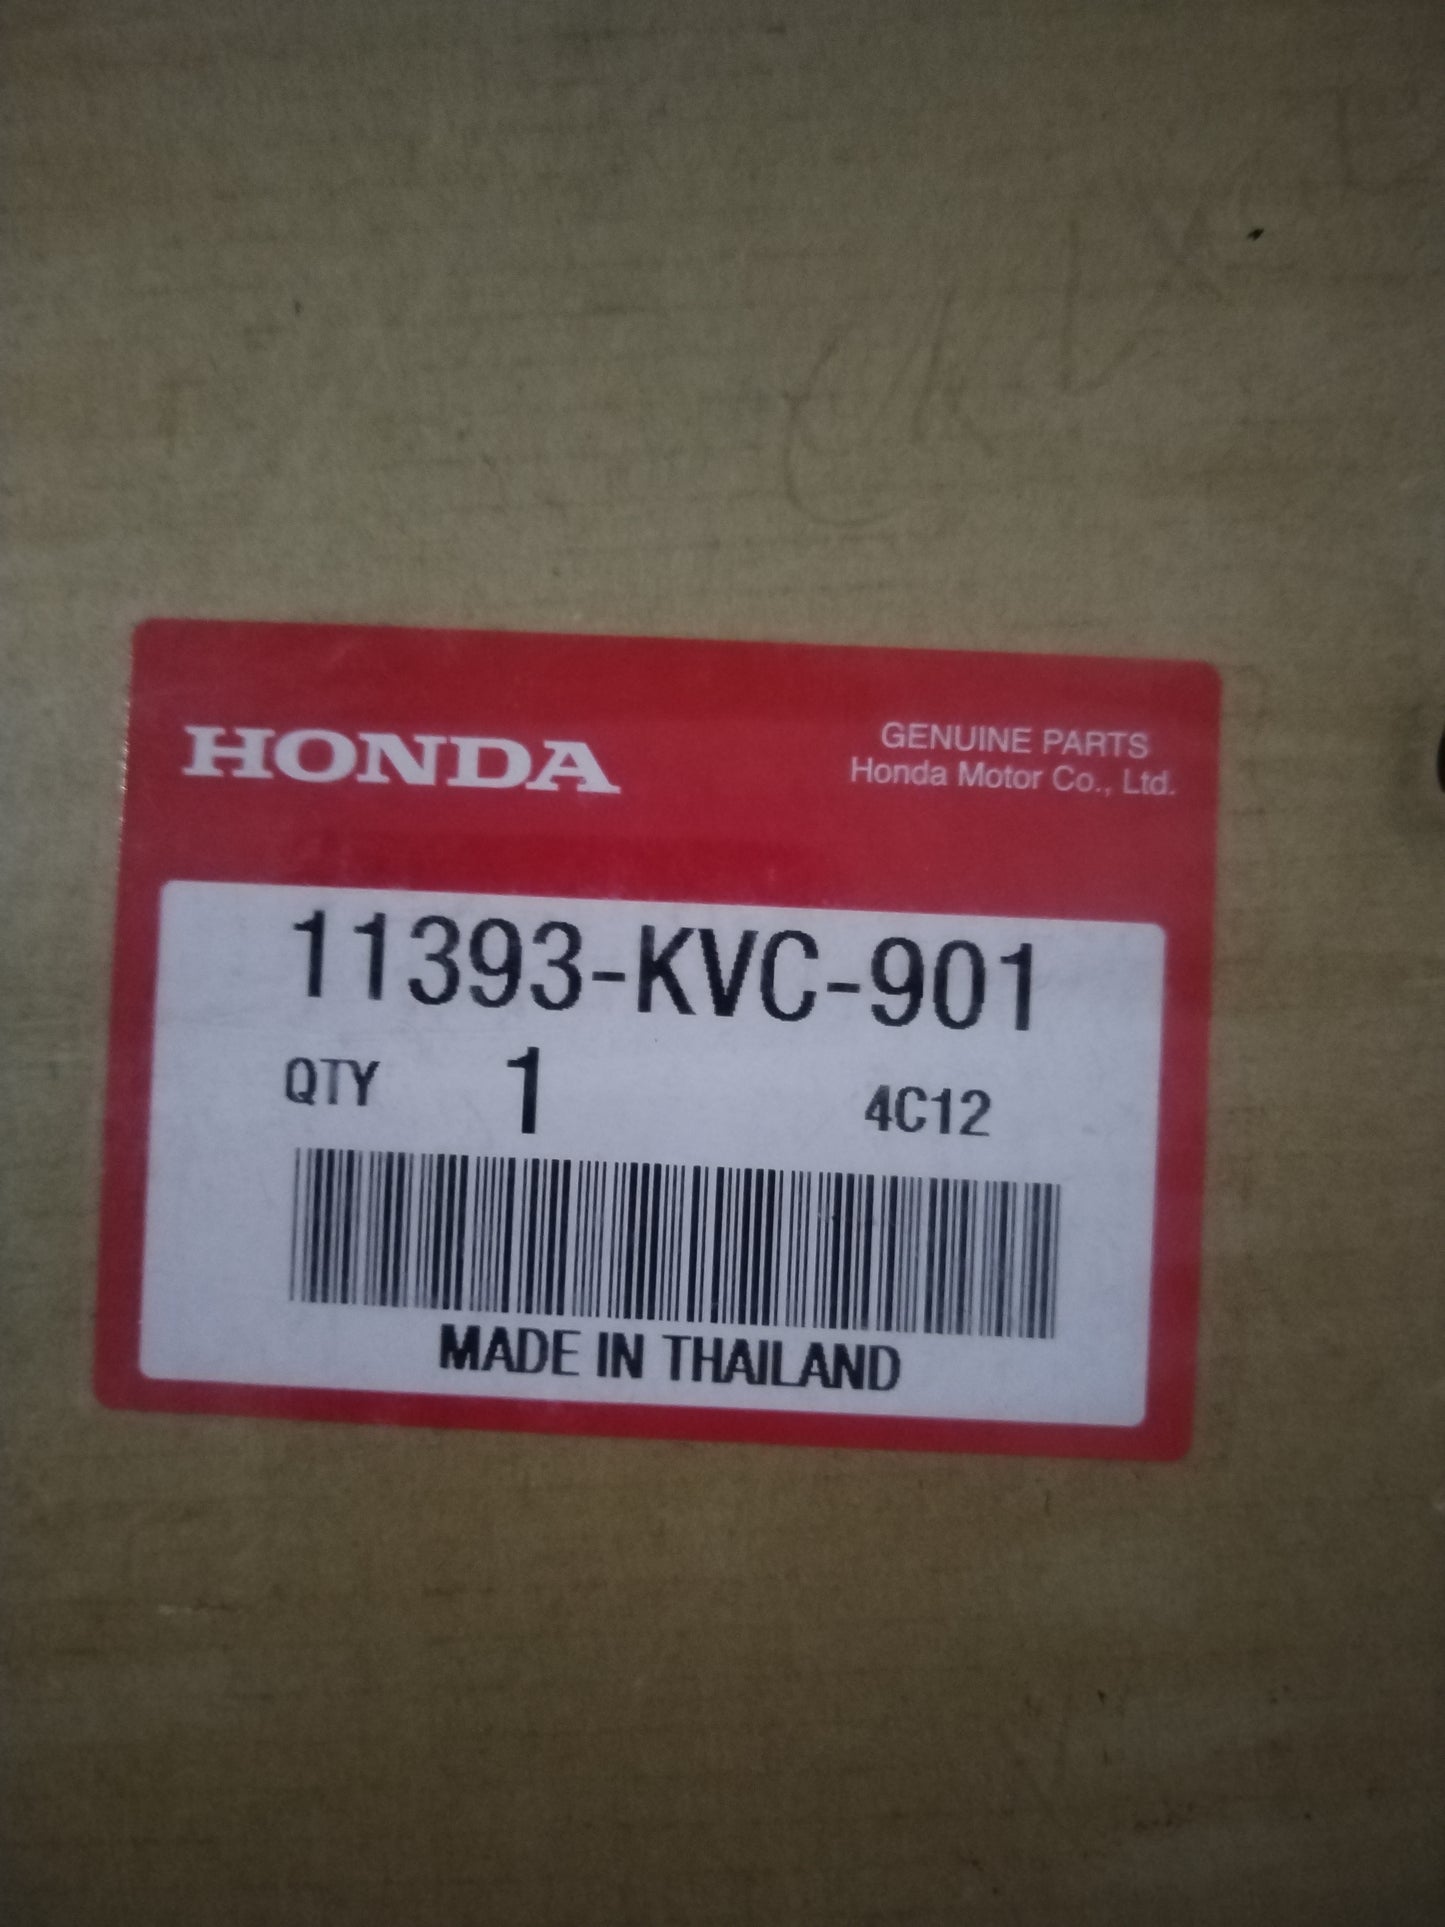 HONDA
GENUINE PARTS
Honda Motor Co., Ltd.
11393-KVC-901
QTY 1 4C12
MADE IN THAILAND